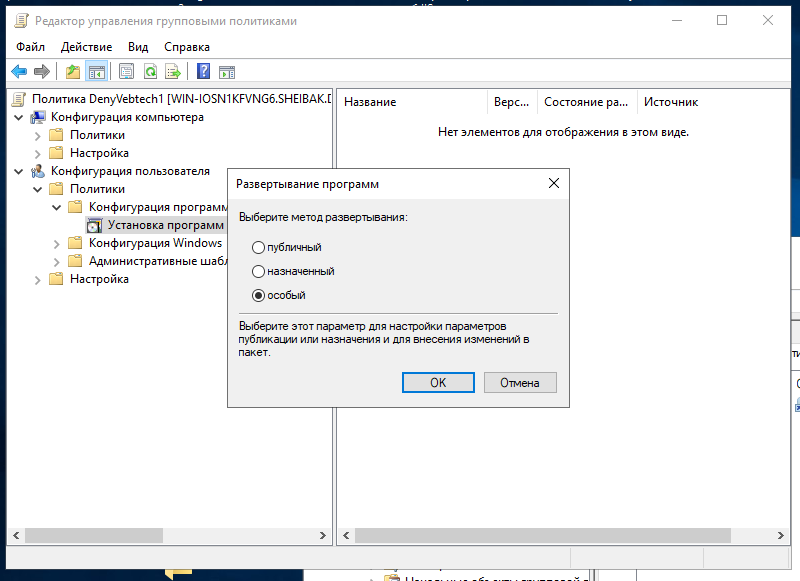 Редактор управления групповыми политиками
Файл Действие Вид Справка
Политика DenyVebtech1 [WIN-IOSN1KFVNG6.SHEIBAK.D
Конфигурация компьютера
Политики
Настройка
Конфигурация пользователя
Политики
Конфигурация программ
Установка программ
Конфигурация Windows
Административные шабл
Настройка
Название Верс... Состояние ра... Источник
Нет элементов для отображения в этом виде.
Развертывание программ
Выберите метод развертывания:
публичный
назначенный
особый
Выберите этот параметр для настройки параметров
публикации или назначения и для внесения изменений в
пакет.
OK Отмена